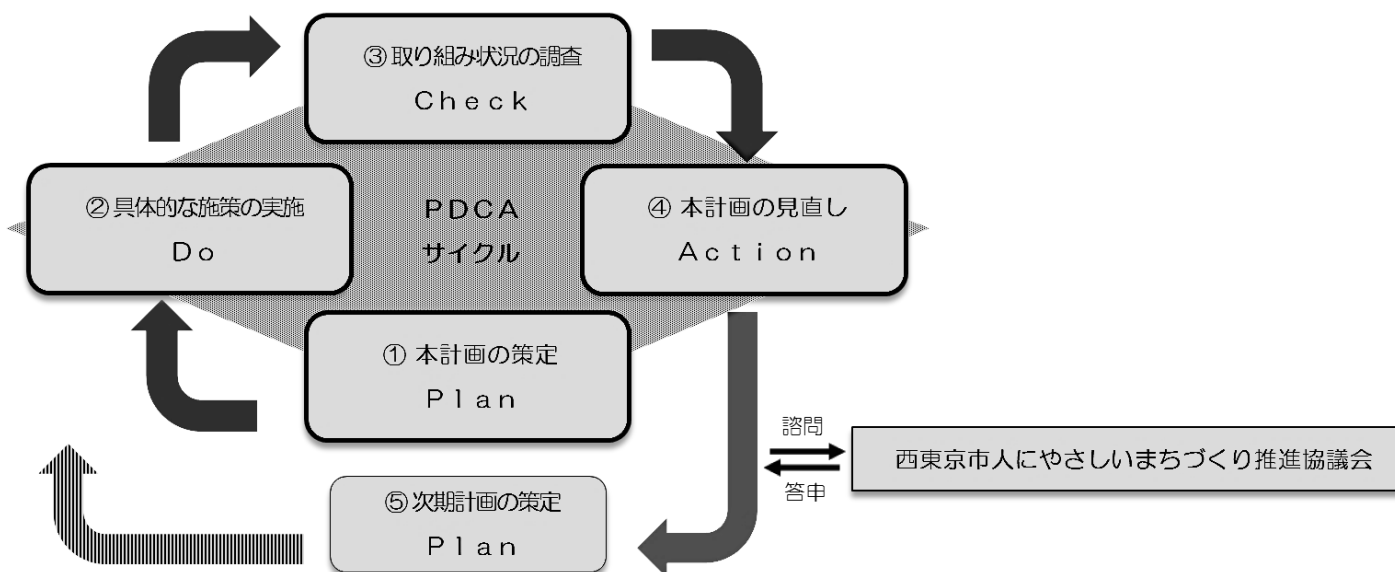 ③取り組み状況の調査
Ｃｈｅｃｋ
②具体的な施策の実施
Ｄｏ
ＰＤＣＡ
サイクル
④ 本計画の見直し
Ａｃｔｉｏｎ
① 本計画の策定
Ｐｌａｎ
諮問
西東京市人にやさしいまちづくり推進協議会
答申
⑤次期計画の策定
Ｐｌａｎ